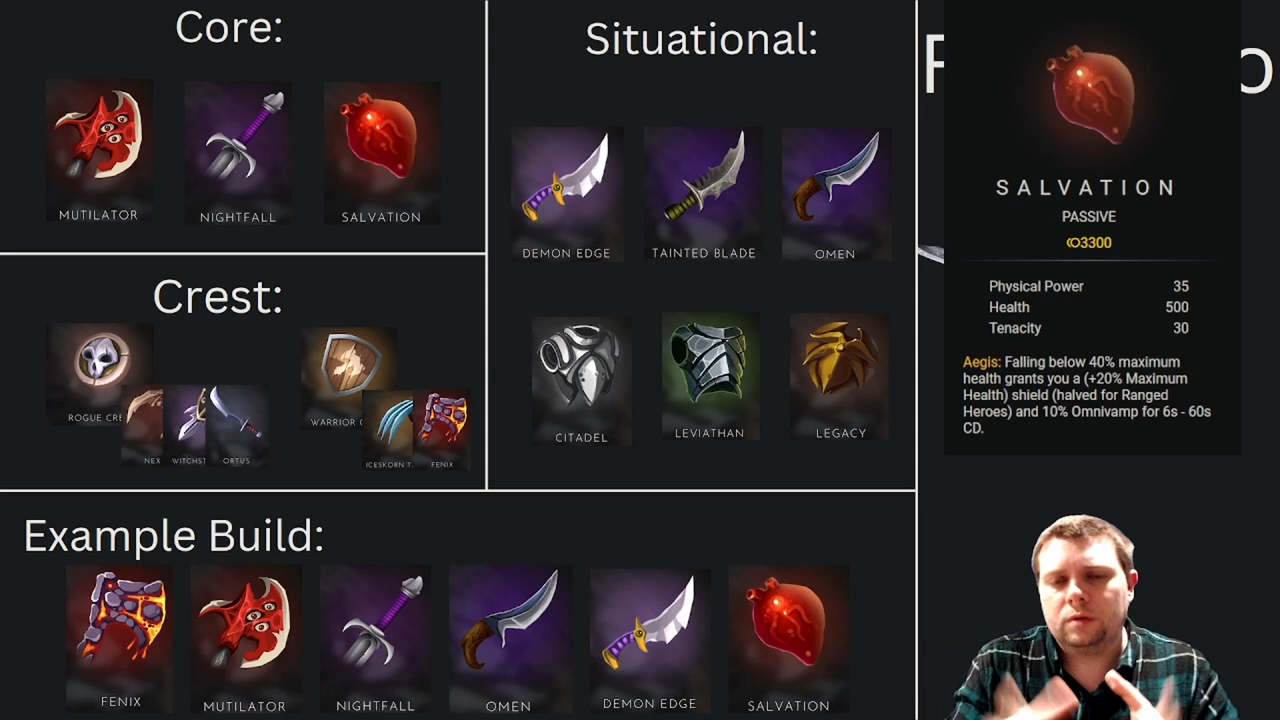 Core:
MUTILATOR
NIGHTFALL
SALVATION
Situational:
DEMON EDGE
TAINTED BLADE
OMEN
CITADEL
LEVIATHAN
LEGACY
Crest:
ROGUE CRE
NEX
WITCHST
ORTUS
WARRIOR C
ICESKORN T.
FENIX
Example Build:
FENIX
MUTILATOR
NIGHTFALL
OMEN
DEMON EDGE
SALVATION
SALVATION
PASSIVE
3300
Physical Power 35
Health 500
Tenacity 30
Aegis: Falling below 40% maximum
health grants you a (+20% Maximum
Health) shield (halved for Ranged
Heroes) and 10% Omnivamp for 6s - 60s
CD.